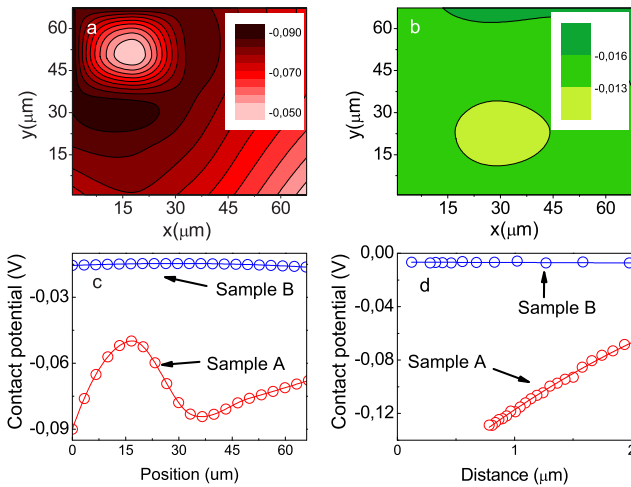 a
-0,090
-0,070
-0,050
60
45
30
15
y(μm)
15 30 45 60
x(μm)
b
-0,016
-0,013
60
45
30
15
y(μm)
15 30 45 60
x(μm)
c
Sample B
Sample A
-0,03
-0,06
-0,09
Contact potential (V)
0 15 30 45 60
Position (um)
d
Sample B
Sample A
0,00
-0,04
-0,08
-0,12
Contact potential (V)
0 1 2
Distance (μm)